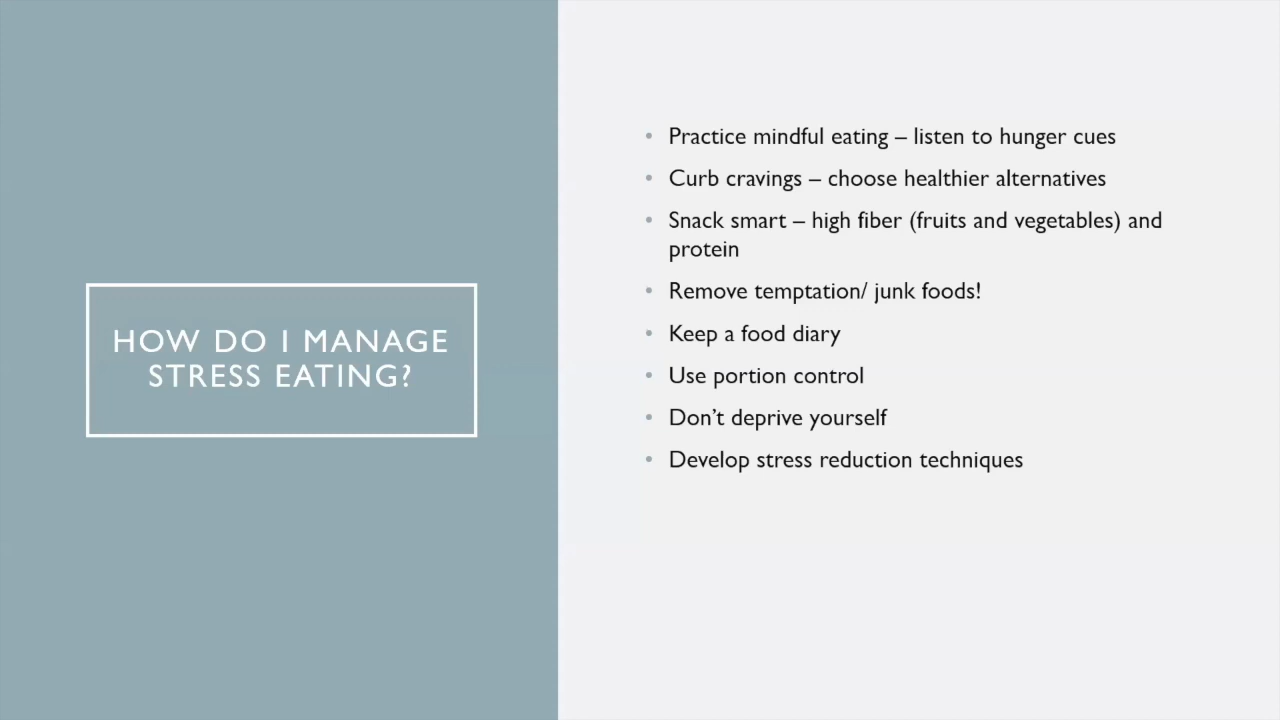 HOW DO I MANAGE
STRESS EATING?
• Practice mindful eating – listen to hunger cues
• Curb cravings – choose healthier alternatives
• Snack smart – high fiber (fruits and vegetables) and
protein
• Remove temptation/ junk foods!
• Keep a food diary
• Use portion control
• Don’t deprive yourself
• Develop stress reduction techniques